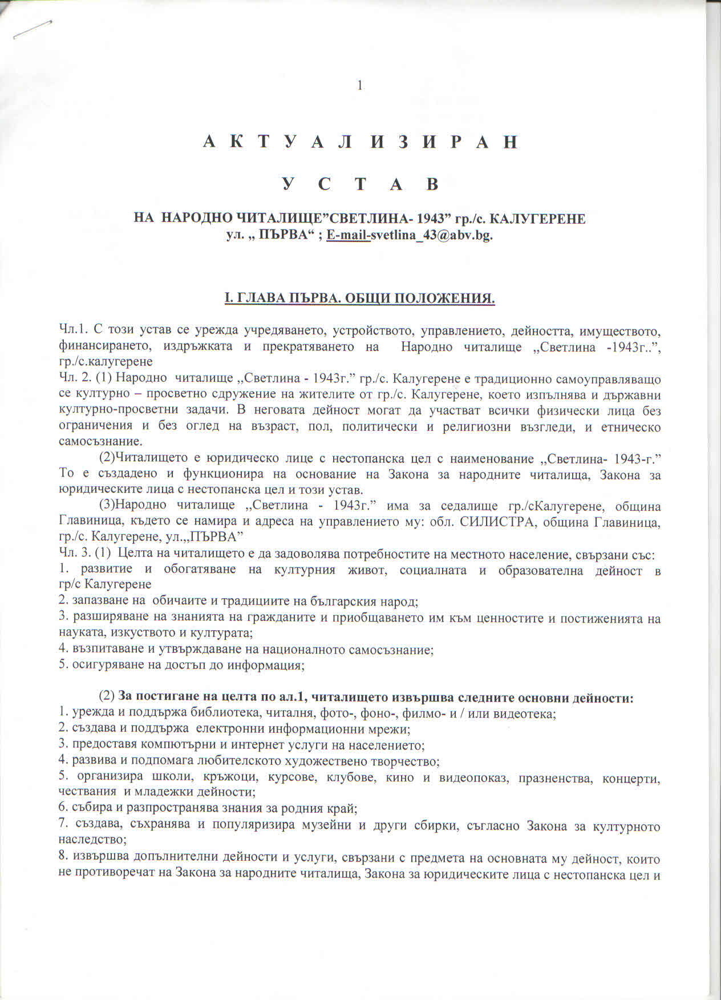 1
А К Т У А Л И З И Р А Н
У С Т А В
НА НАРОДНО ЧИТАЛИЩЕ”СВЕТЛИНА- 1943” гр./с. КАЛУГЕРЕНЕ
ул. „ ПЪРВА“ ; E-mail-svetlina_43@abv.bg.
I. ГЛАВА ПЪРВА. ОБЩИ ПОЛОЖЕНИЯ.
Чл.1. С този устав се урежда учредяването, устройството, управлението, дейността, имуществото,
финансирането, издръжката и прекратяването на Народно читалище „Светлина -1943г..”,
гр./с.калугерене
Чл. 2. (1) Народно читалище „Светлина - 1943г.” гр./с. Калугерене е традиционно самоуправляващо
се културно – просветно сдружение на жителите от гр./с. Калугерене, което изпълнява и държавни
културно-просветни задачи. В неговата дейност могат да участват всички физически лица без
ограничения и без оглед на възраст, пол, политически и религиозни възгледи, и етническо
самосъзнание.
(2)Читалището е юридическо лице с нестопанска цел с наименование „Светлина- 1943-г.”
То е създадено и функционира на основание на Закона за народните читалища, Закона за
юридическите лица с нестопанска цел и този устав.
(3)Народно читалище „Светлина - 1943г.” има за седалище гр./сКалугерене, община
Главиница, където се намира и адреса на управлението му: обл. СИЛИСТРА, община Главиница,
гр./с. Калугерене, ул.„ПЪРВА”
Чл. 3. (1) Целта на читалището е да задоволява потребностите на местното население, свързани със:
1. развитие и обогатяване на културния живот, социалната и образователна дейност в
гр/с Калугерене
2. запазване на обичаите и традициите на българския народ;
3. разширяване на знанията на гражданите и приобщаването им към ценностите и постиженията на
науката, изкуството и културата;
4. възпитаване и утвърждаване на националното самосъзнание;
5. осигуряване на достъп до информация;
(2) За постигане на целта по ал.1, читалището извършва следните основни дейности:
1. урежда и поддържа библиотека, читалня, фото-, фоно-, филмо- и / или видеотека;
2. създава и поддържа електронни информационни мрежи;
3. предоставя компютърни и интернет услуги на населението;
4. развива и подпомага любителското художествено творчество;
5. организира школи, кръжоци, курсове, клубове, кино и видеопоказ, празненства, концерти,
чествания и младежки дейности;
6. събира и разпространява знания за родния край;
7. създава, съхранява и популяризира музейни и други сбирки, съгласно Закона за културното
наследство;
8. извършва допълнителни дейности и услуги, свързани с предмета на основната му дейност, които
не противоречат на Закона за народните читалища, Закона за юридическите лица с нестопанска цел и